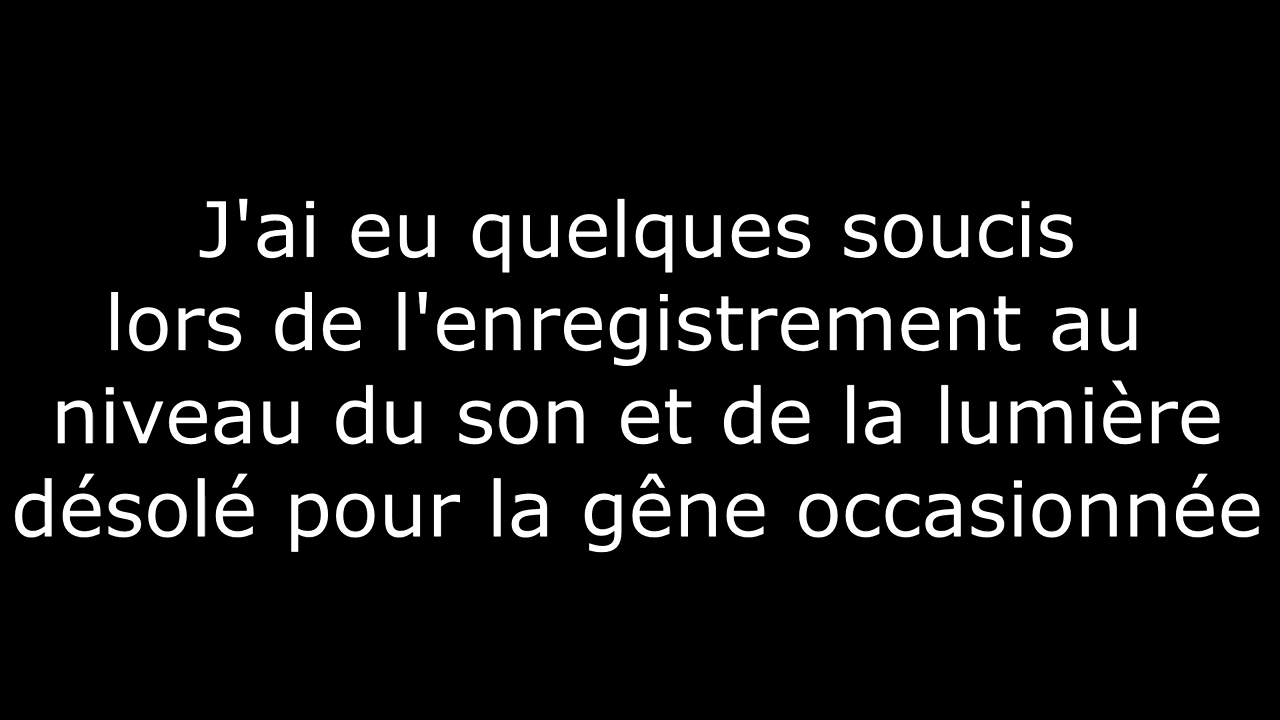 J'ai eu quelques soucis
lors de l'enregistrement au
niveau du son et de la lumière
désolé pour la gêne occasionnée